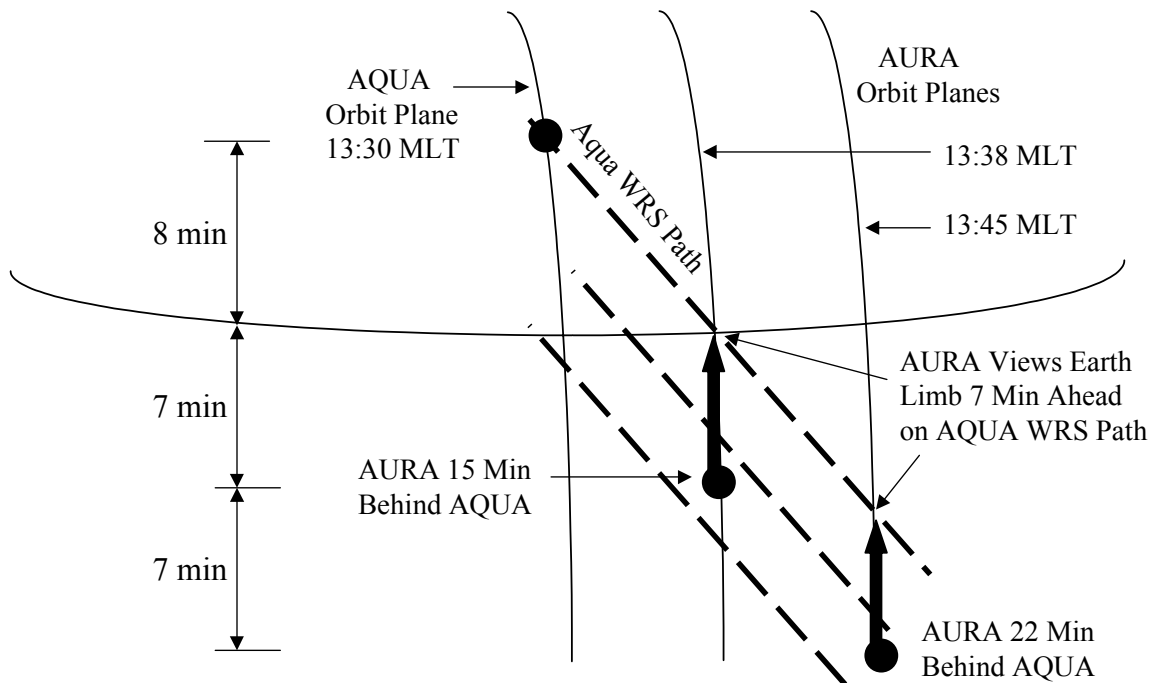 AQUA
Orbit Plane
13:30 MLT
Aqua WRS Path
AURA
Orbit Planes
13:38 MLT
13:45 MLT
8 min
7 min
7 min
AURA Views Earth
Limb 7 Min Ahead
on AQUA WRS Path
AURA 15 Min
Behind AQUA
AURA 22 Min
Behind AQUA